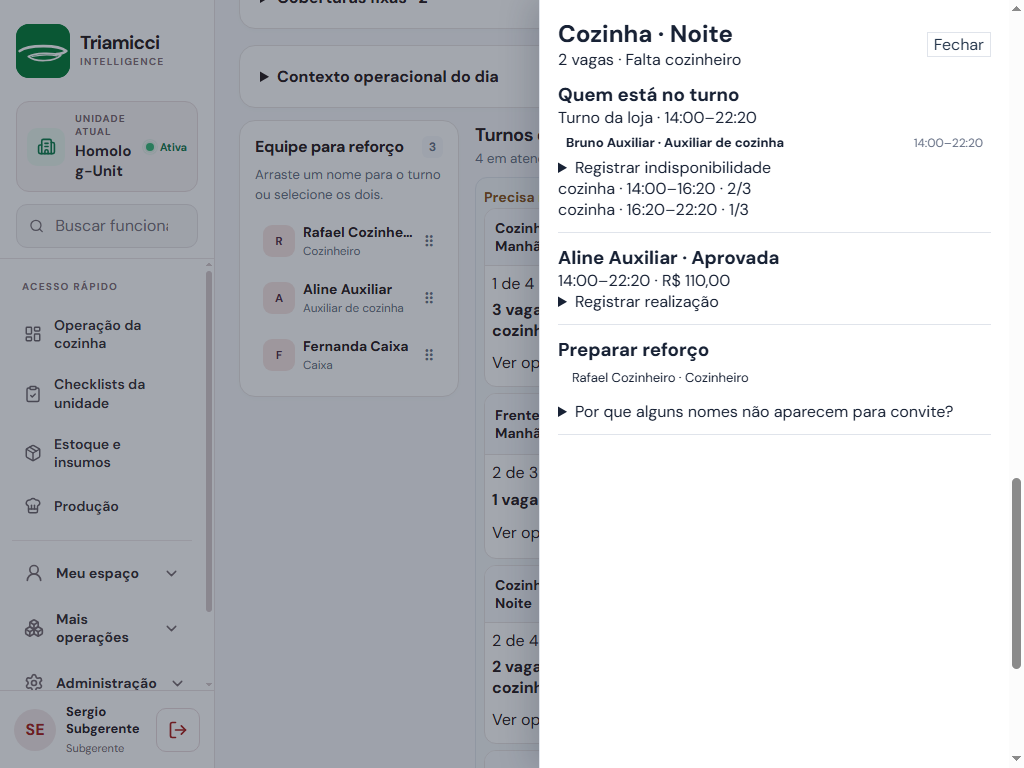 Triamicci
INTELLIGENCE
UNIDADE
ATUAL
Homolo
g-Unit
Ativa
Buscar funcion
ACESSO RÁPIDO
Operação da
cozinha
Checklists da
unidade
Estoque e
insumos
Produção
Meu espaço
Mais
operações
Administração
SE
Sergio
Subgerente
Subgerente
Contexto operacional do dia
Equipe para reforço 3
Arraste um nome para o turno
ou selecione os dois.
R
Rafael Cozinhe...
Cozinheiro
A
Aline Auxiliar
Auxiliar de cozinha
F
Fernanda Caixa
Caixa
Turnos
4 em aten
Precisa
Cozinh
Manhã
1 de 4
3 vaga
cozinh
Ver op
Frente
Manhã
2 de 3
1 vaga
Ver op
Cozinh
Noite
2 de 4
2 vaga
cozinh
Ver op
Cozinha · Noite
2 vagas · Falta cozinheiro
Fechar
Quem está no turno
Turno da loja · 14:00–22:20
Bruno Auxiliar · Auxiliar de cozinha 14:00–22:20
Registrar indisponibilidade
cozinha · 14:00–16:20 · 2/3
cozinha · 16:20–22:20 · 1/3
Aline Auxiliar · Aprovada
14:00–22:20 · R$ 110,00
Registrar realização
Preparar reforço
Rafael Cozinheiro · Cozinheiro
Por que alguns nomes não aparecem para convite?